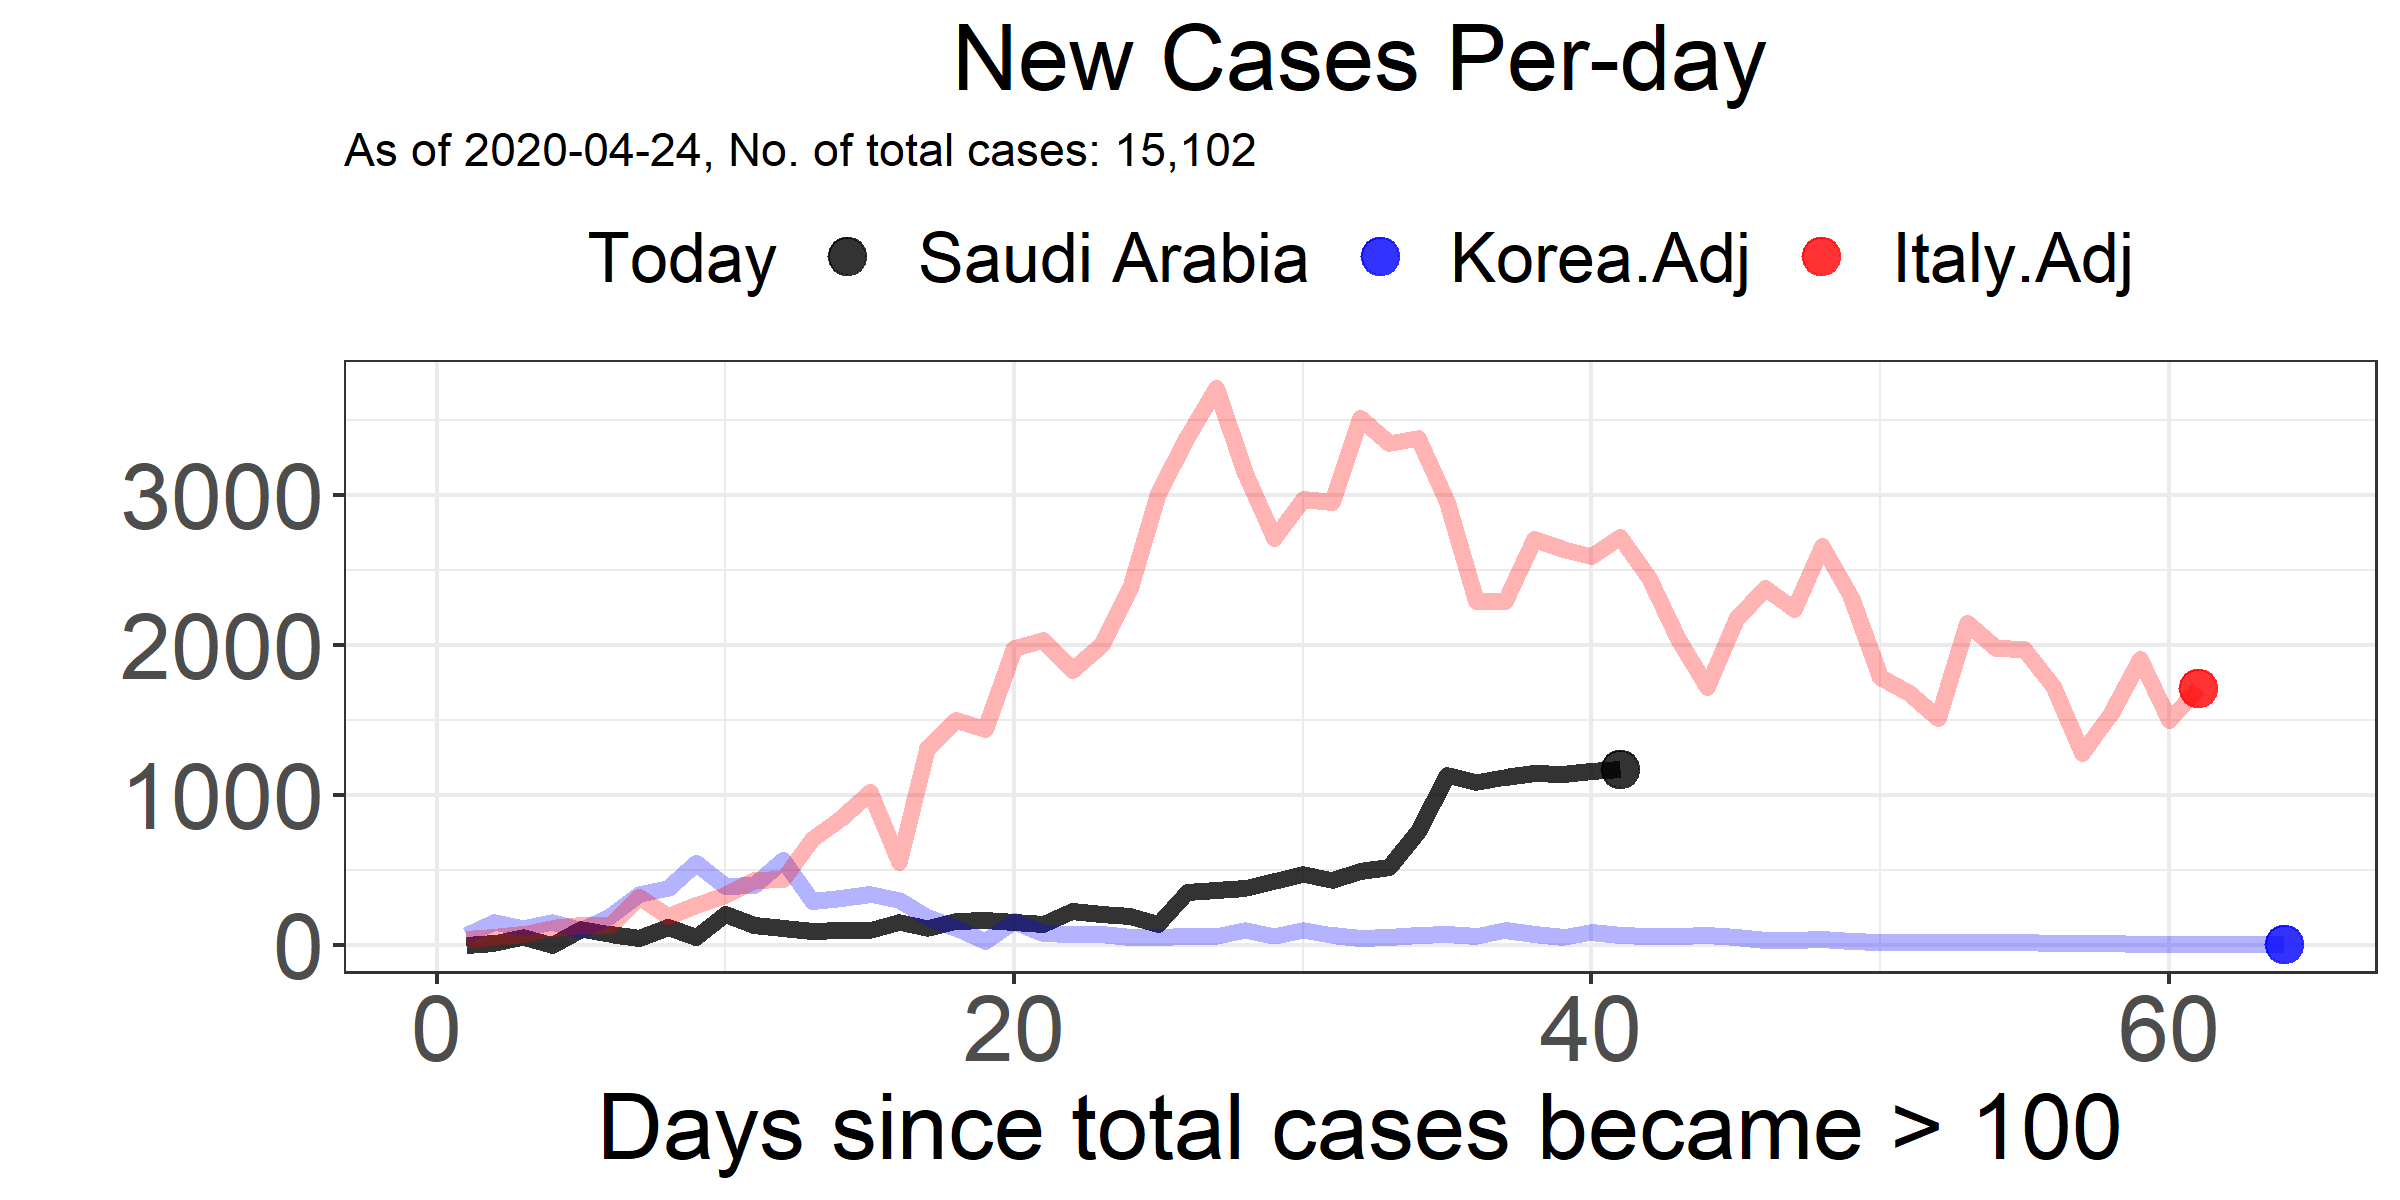 New Cases Per-day
As of 2020-04-24, No. of total cases: 15,102
Today Saudi Arabia Korea.Adj Italy.Adj
3000
2000
1000
0
0 20 40 60
Days since total cases became > 100